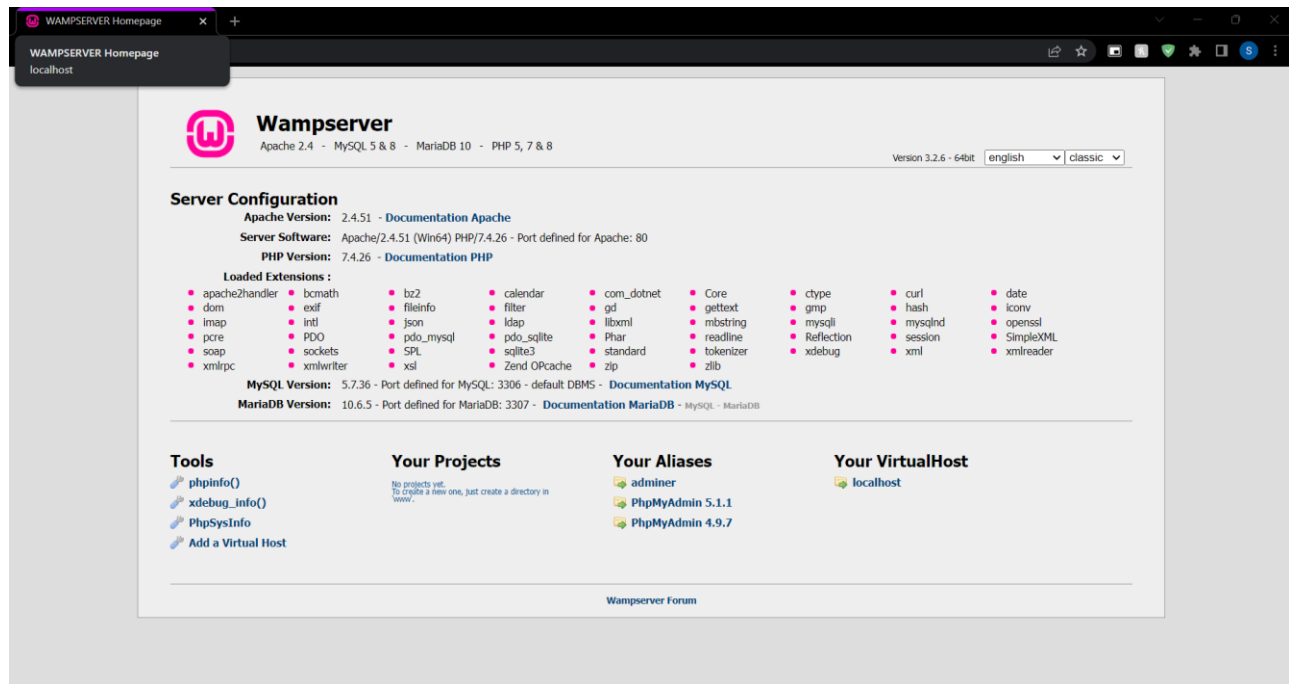 WAMPSERVER Homepage
WAMPSERVER Homepage
localhost
S
Wampserver
Apache 2.4 - MySQL 5 & 8 - MariaDB 10 - PHP 5, 7 & 8
Version 3.2.6 - 64bit english classic
Server Configuration
Apache Version: 2.4.51 - Documentation Apache
Server Software: Apache/2.4.51 (Win64) PHP/7.4.26 - Port defined for Apache: 80
PHP Version: 7.4.26 - Documentation PHP
Loaded Extensions :
apache2handler bcmath bz2 calendar com_dotnet Core ctype curl date
dom exif fileinfo filter gd gettext gmp hash iconv
imap intl json ldap libxml mbstring mysqli mysqlnd openssl
pcre PDO pdo_mysql pdo_sqlite Phar readline Reflection session SimpleXML
soap sockets SPL sqlite3 standard tokenizer xdebug xml xmlreader
xmlrpc xmlwriter xsl Zend OPcache zip zlib
MySQL Version: 5.7.36 - Port defined for MySQL: 3306 - default DBMS - Documentation MySQL
MariaDB Version: 10.6.5 - Port defined for MariaDB: 3307 - Documentation MariaDB - MySQL - MariaDB
Tools
phpinfo()
xdebug_info()
PhpSysInfo
Add a Virtual Host
Your Projects
No projects yet.
To create a new one, just create a directory in
'www'.
Your Aliases
adminer
PhpMyAdmin 5.1.1
PhpMyAdmin 4.9.7
Your VirtualHost
localhost
Wampserver Forum